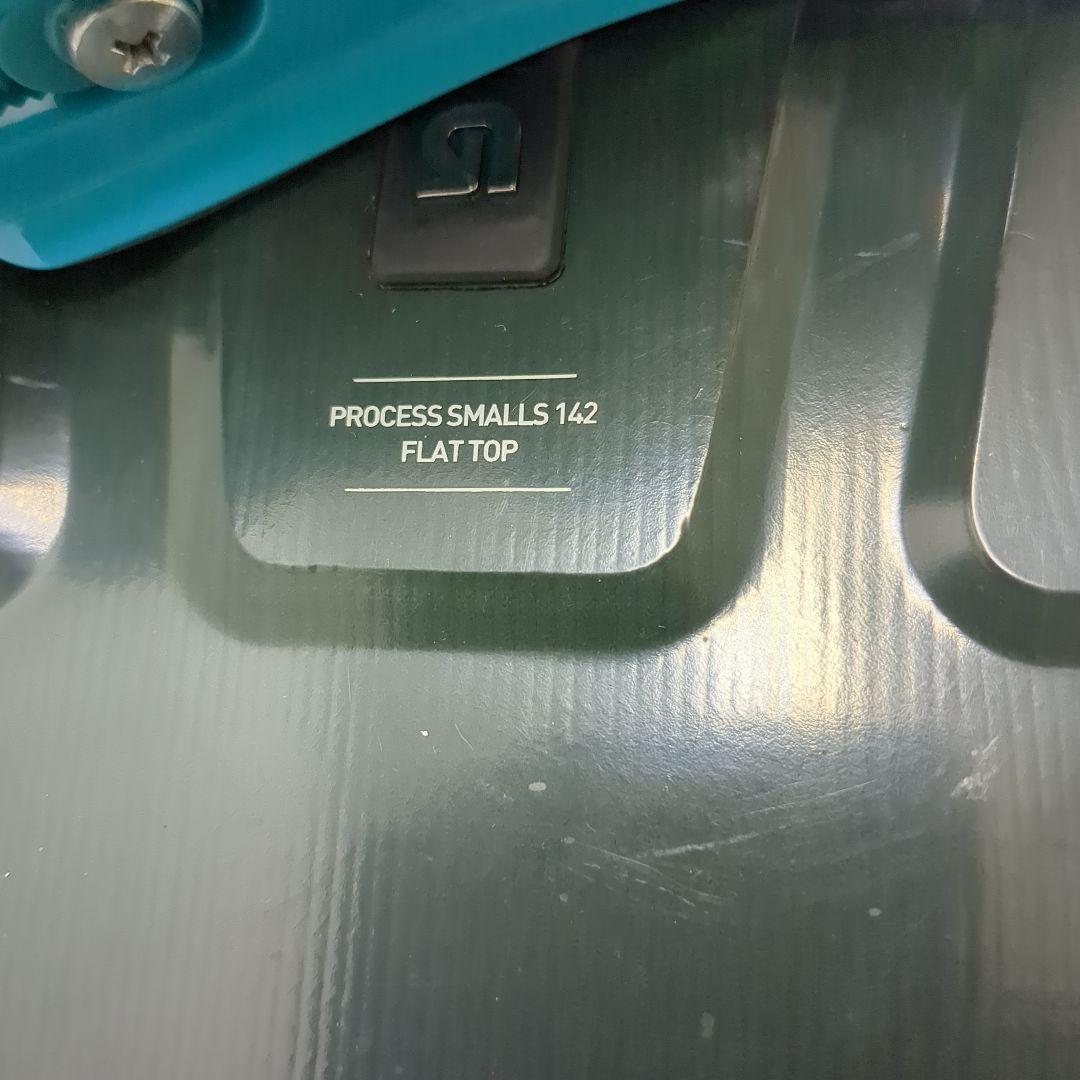 PROCESS SMALLS 142
FLAT TOP